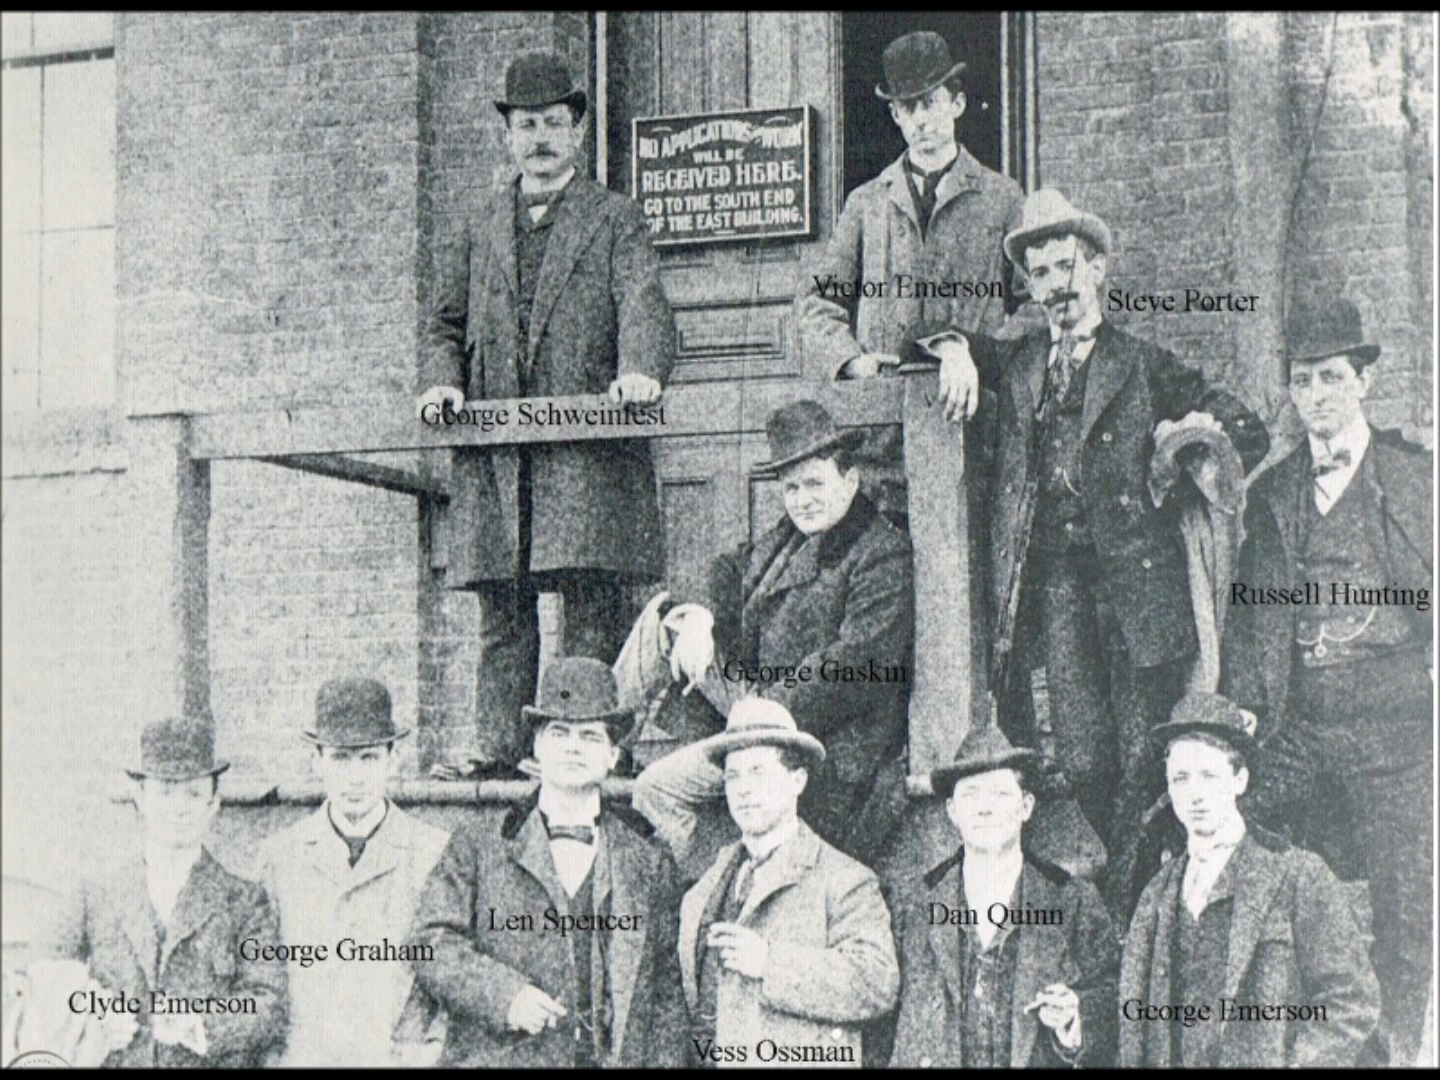 NO APPLICATIONS FOR WORK
WILL BE
RECEIVED HERE.
GO TO THE SOUTH END
OF THE EAST BUILDING.
Victor Emerson
Steve Porter
George Schweinfest
Russell Hunting
George Gaskin
Len Spencer
Dan Quinn
George Graham
Clyde Emerson
George Emerson
Vess Ossman